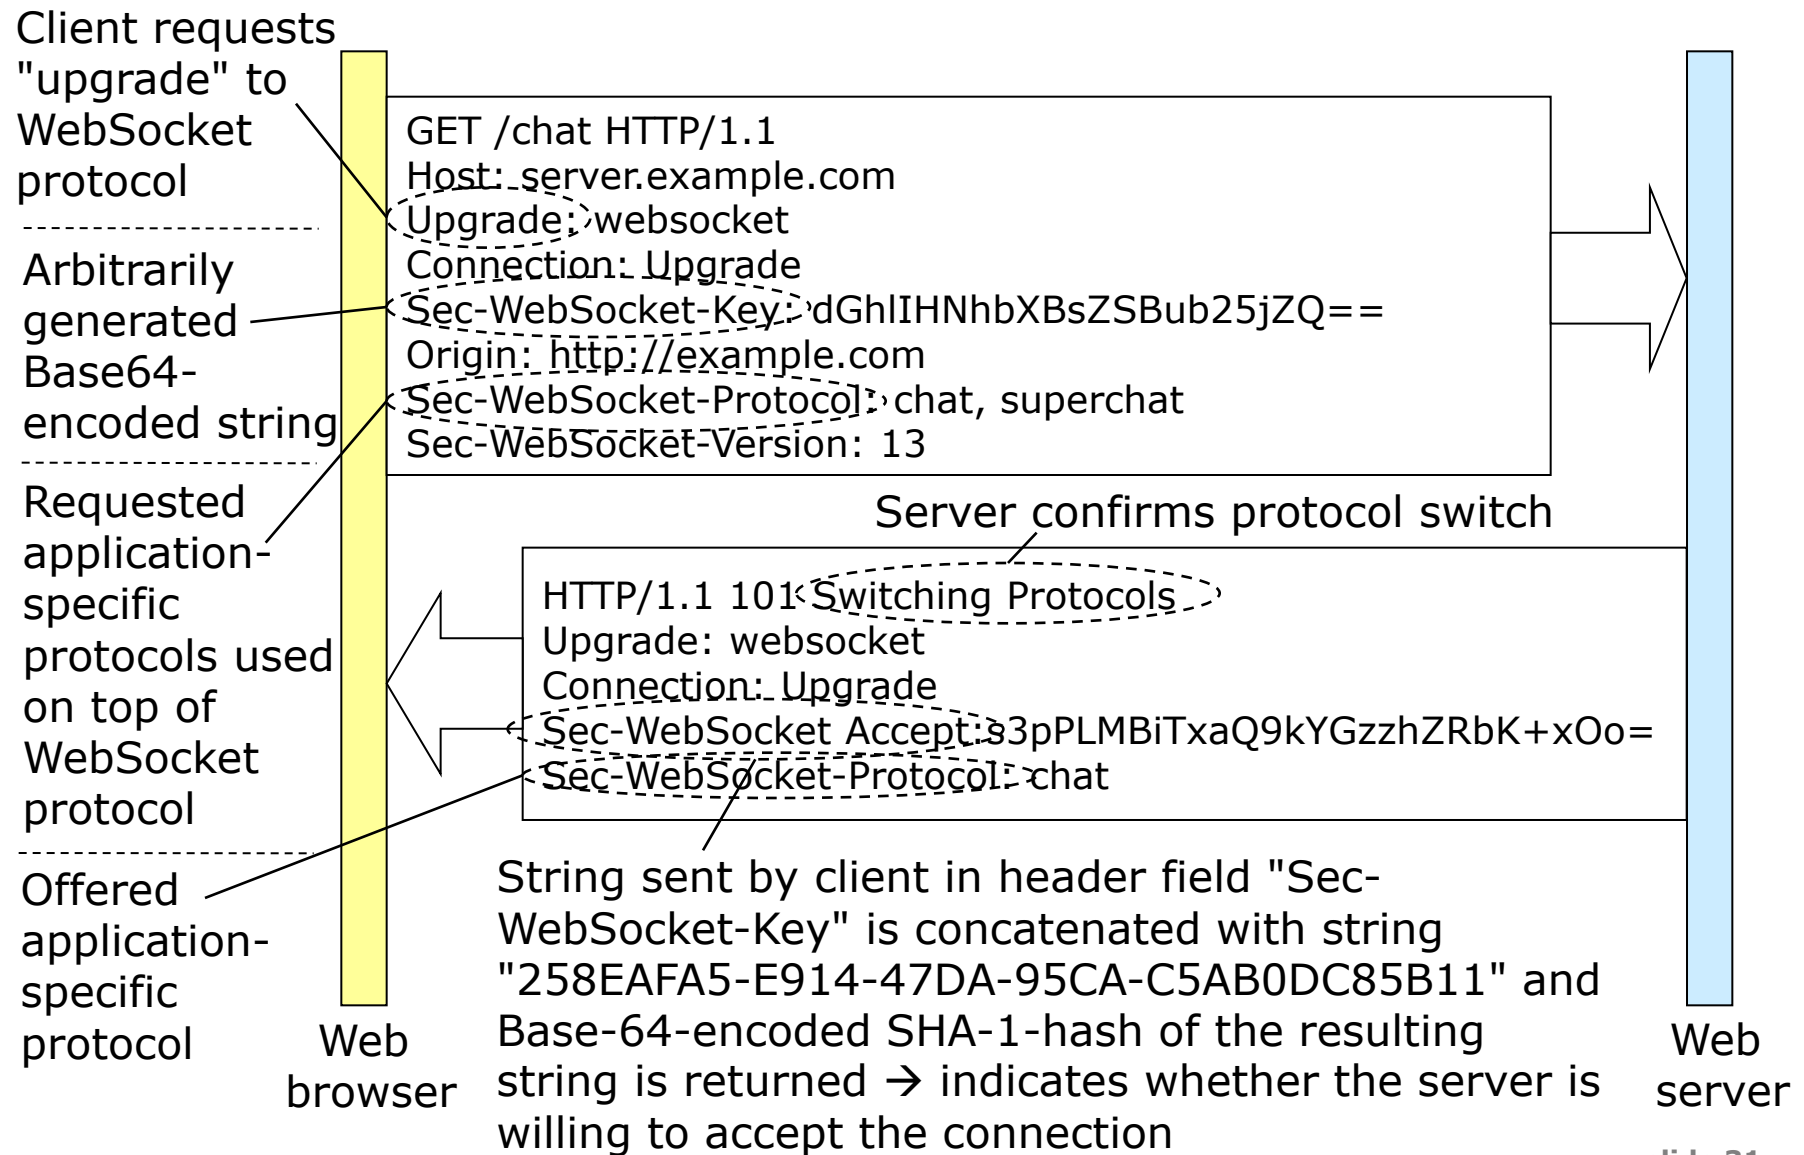 Client requests
"upgrade" to
WebSocket
protocol
Arbitrarily
generated
Base64-
encoded string
Requested
application-
specific
protocols used
on top of
WebSocket
protocol
Offered
application-
specific
protocol
GET /chat HTTP/1.1
Host: server.example.com
Upgrade: websocket
Connection: Upgrade
Sec-WebSocket-Key: dGhlIHNhbXBsZSBub25jZQ==
Origin: http://example.com
Sec-WebSocket-Protocol: chat, superchat
Sec-WebSocket-Version: 13
Server confirms protocol switch
HTTP/1.1 101 Switching Protocols
Upgrade: websocket
Connection: Upgrade
Sec-WebSocket Accept:s3pPLMBiTxaQ9kYGzzhZRbK+xOo=
Sec-WebSocket-Protocol: chat
String sent by client in header field "Sec-
WebSocket-Key" is concatenated with string
"258EAFA5-E914-47DA-95CA-C5AB0DC85B11" and
Base-64-encoded SHA-1-hash of the resulting
string is returned → indicates whether the server is
willing to accept the connection
Web
browser
Web
server